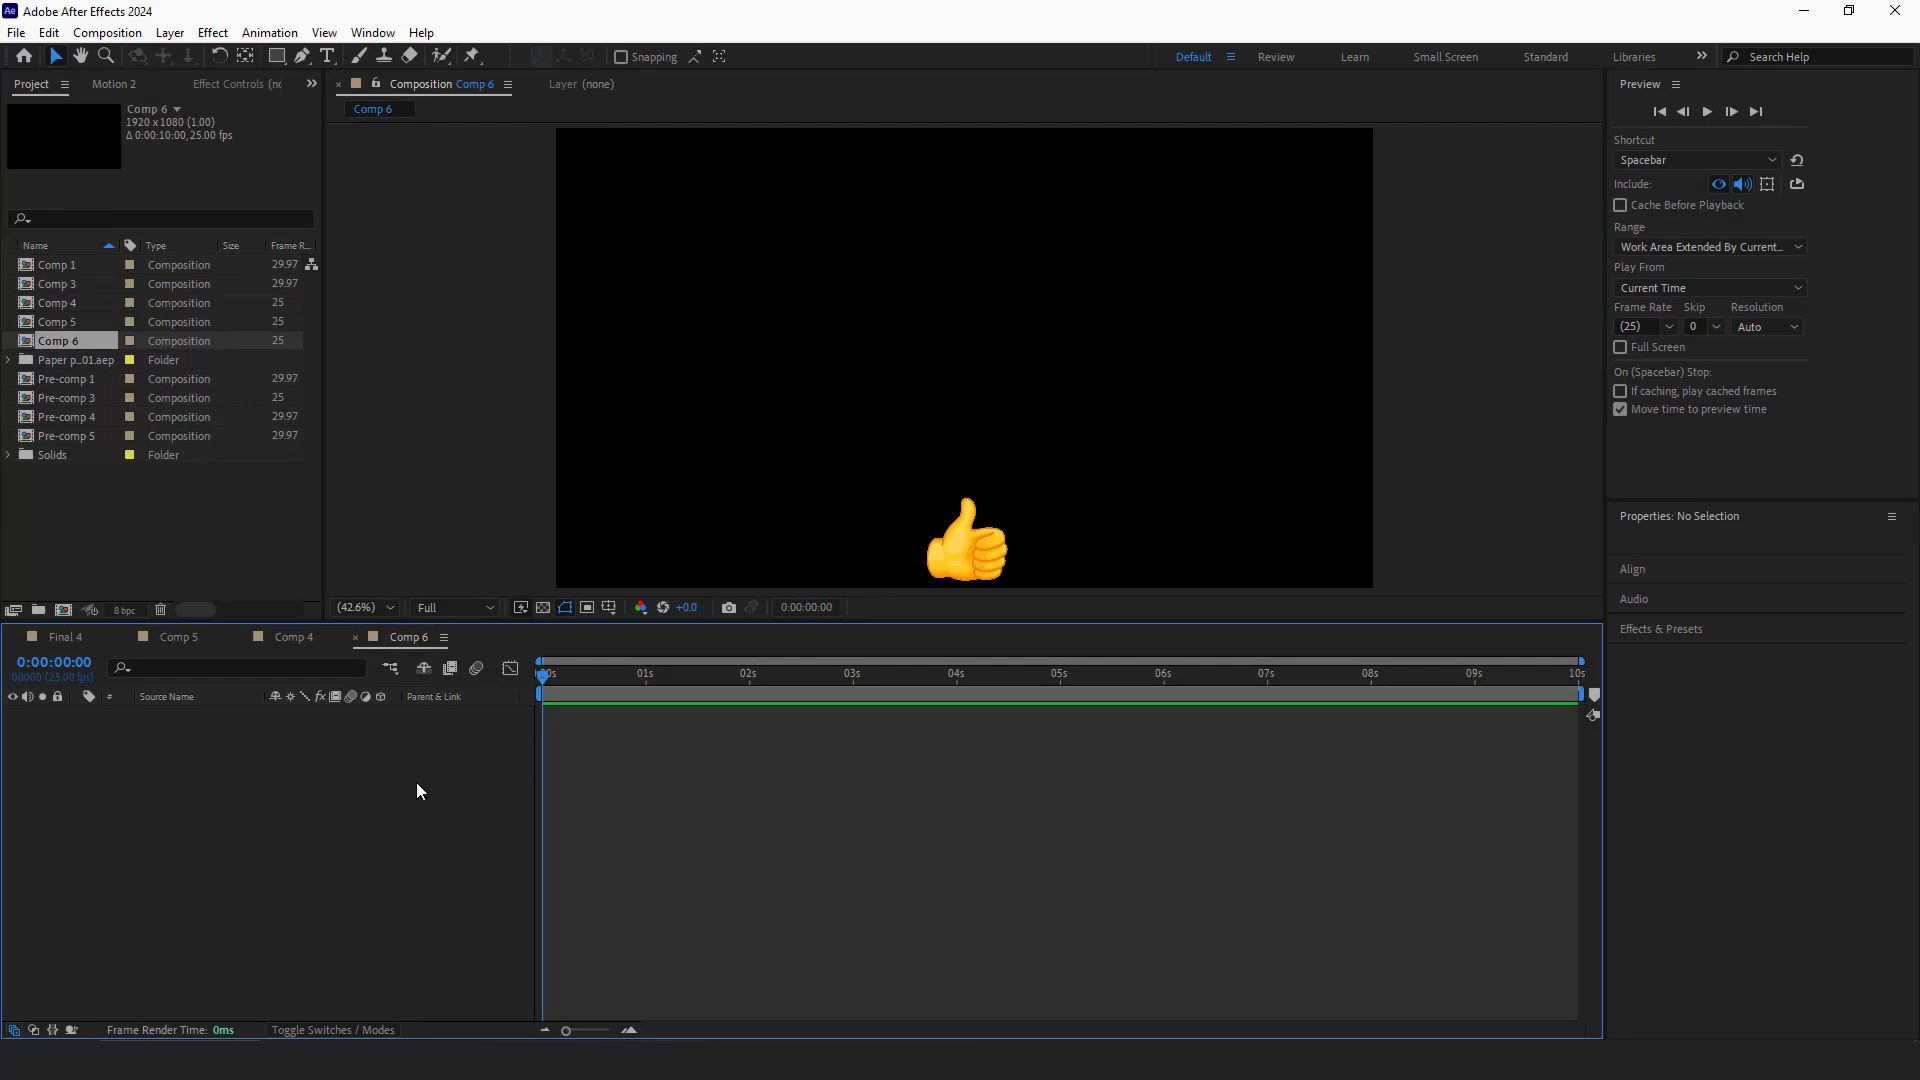 Ae Adobe After Effects 2024
File Edit Composition Layer Effect Animation View Window Help
Snapping Default Review Learn Small Screen Standard Libraries Search Help
Project Motion 2 Effect Controls (no
Composition Comp 6 Layer (none)
Comp 6
Comp 6
1920 x 1080 (1.00)
Δ 0:00:10:00, 25.00 fps
Name Type Size Frame R...
Comp 1 Composition 29.97
Comp 3 Composition 29.97
Comp 4 Composition 25
Comp 5 Composition 25
Comp 6 Composition 25
Paper p...01.aep Folder
Pre-comp 1 Composition 29.97
Pre-comp 3 Composition 25
Pre-comp 4 Composition 29.97
Pre-comp 5 Composition 29.97
Solids Folder
8 bpc
(42.6%) Full +0.0 0:00:00:00
Preview
Shortcut
Spacebar
Include:
Cache Before Playback
Range
Work Area Extended By Current...
Play From
Current Time
Frame Rate Skip Resolution
(25) 0 Auto
Full Screen
On (Spacebar) Stop:
If caching, play cached frames
Move time to preview time
Properties: No Selection
Align
Audio
Effects & Presets
Final 4 Comp 5 Comp 4 Comp 6
0:00:00:00
00000 (25.00 fps)
# Source Name fx Parent & Link
01s 02s 03s 04s 05s 06s 07s 08s 09s 10s
Frame Render Time: 0ms Toggle Switches / Modes